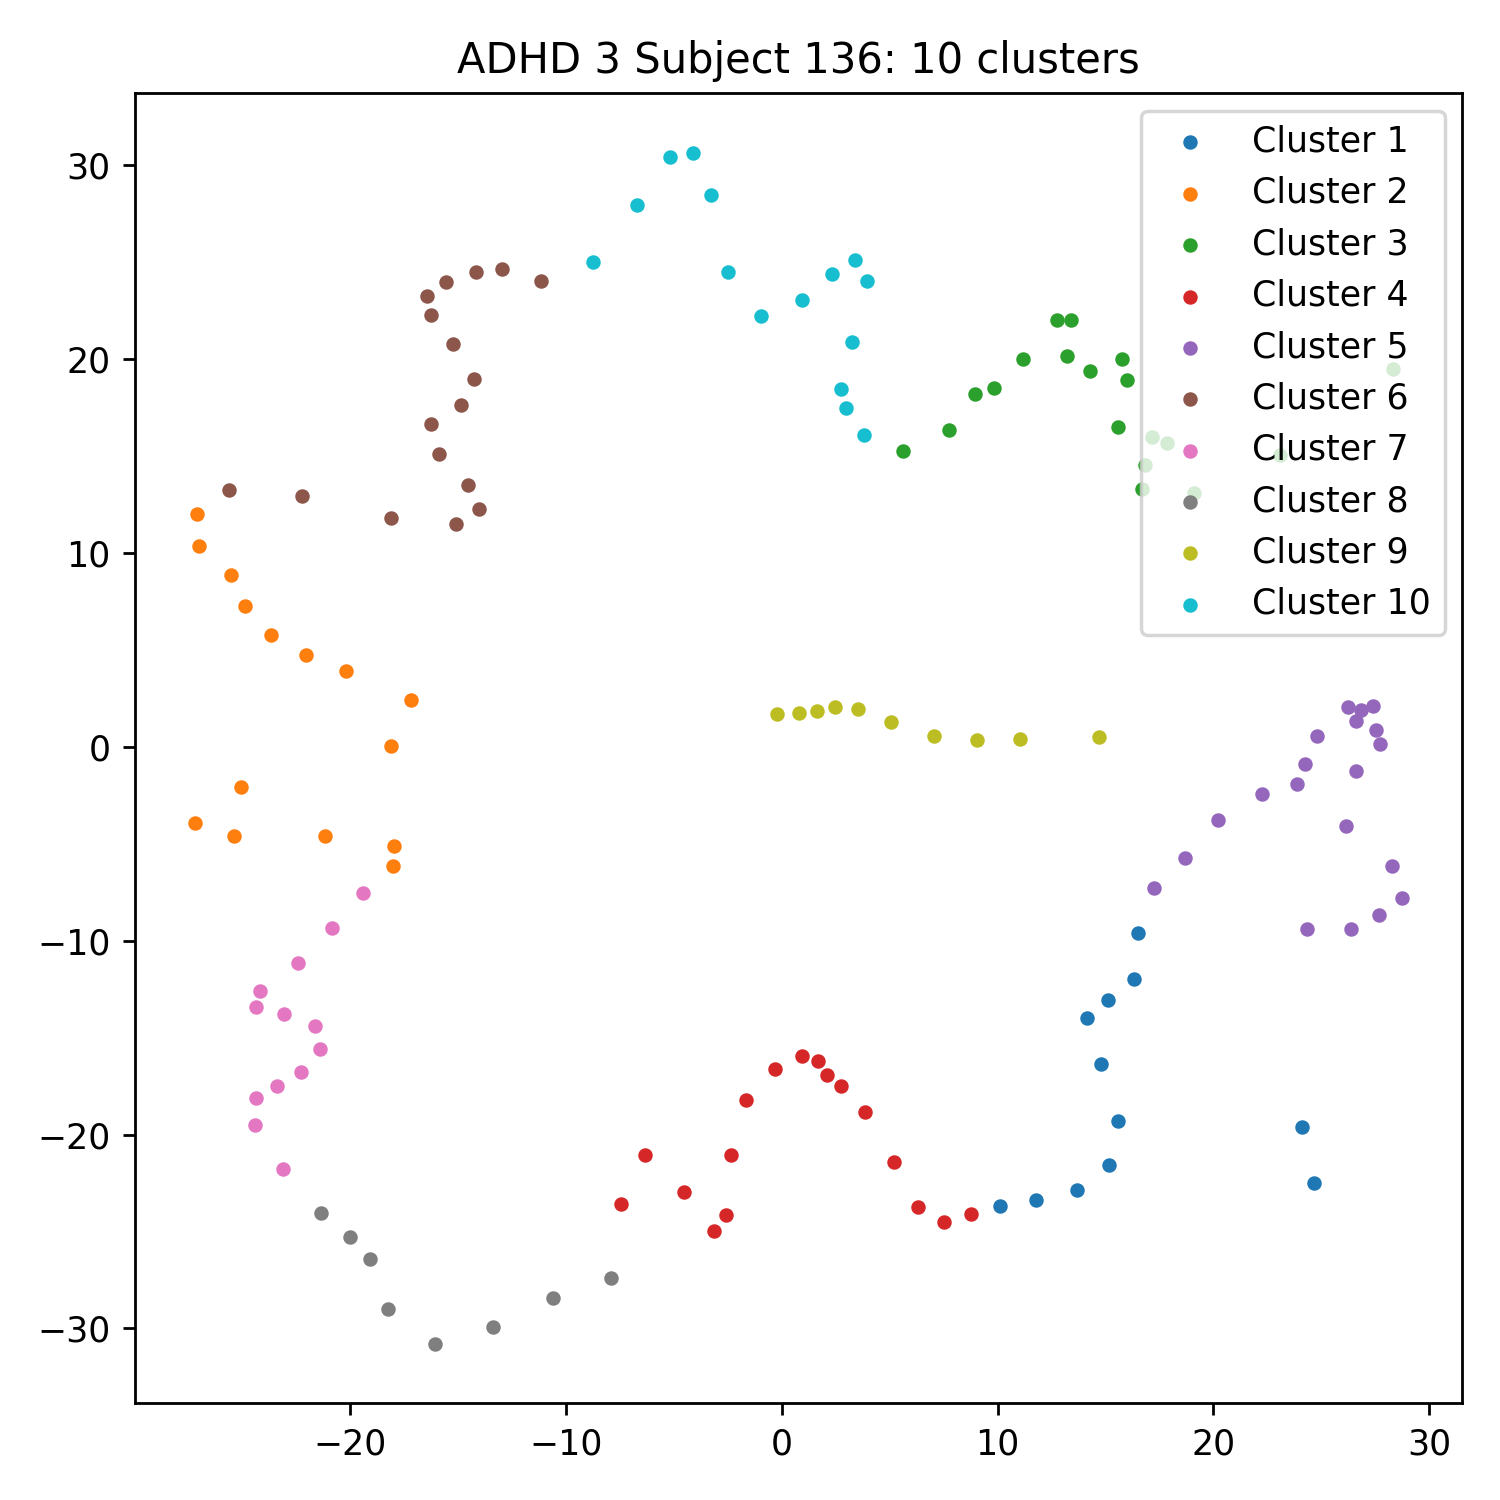 ADHD 3 Subject 136: 10 clusters
30
20
10
0
−10
−20
−30
−20
−10
0
10
20
30
Cluster 1
Cluster 2
Cluster 3
Cluster 4
Cluster 5
Cluster 6
Cluster 7
Cluster 8
Cluster 9
Cluster 10